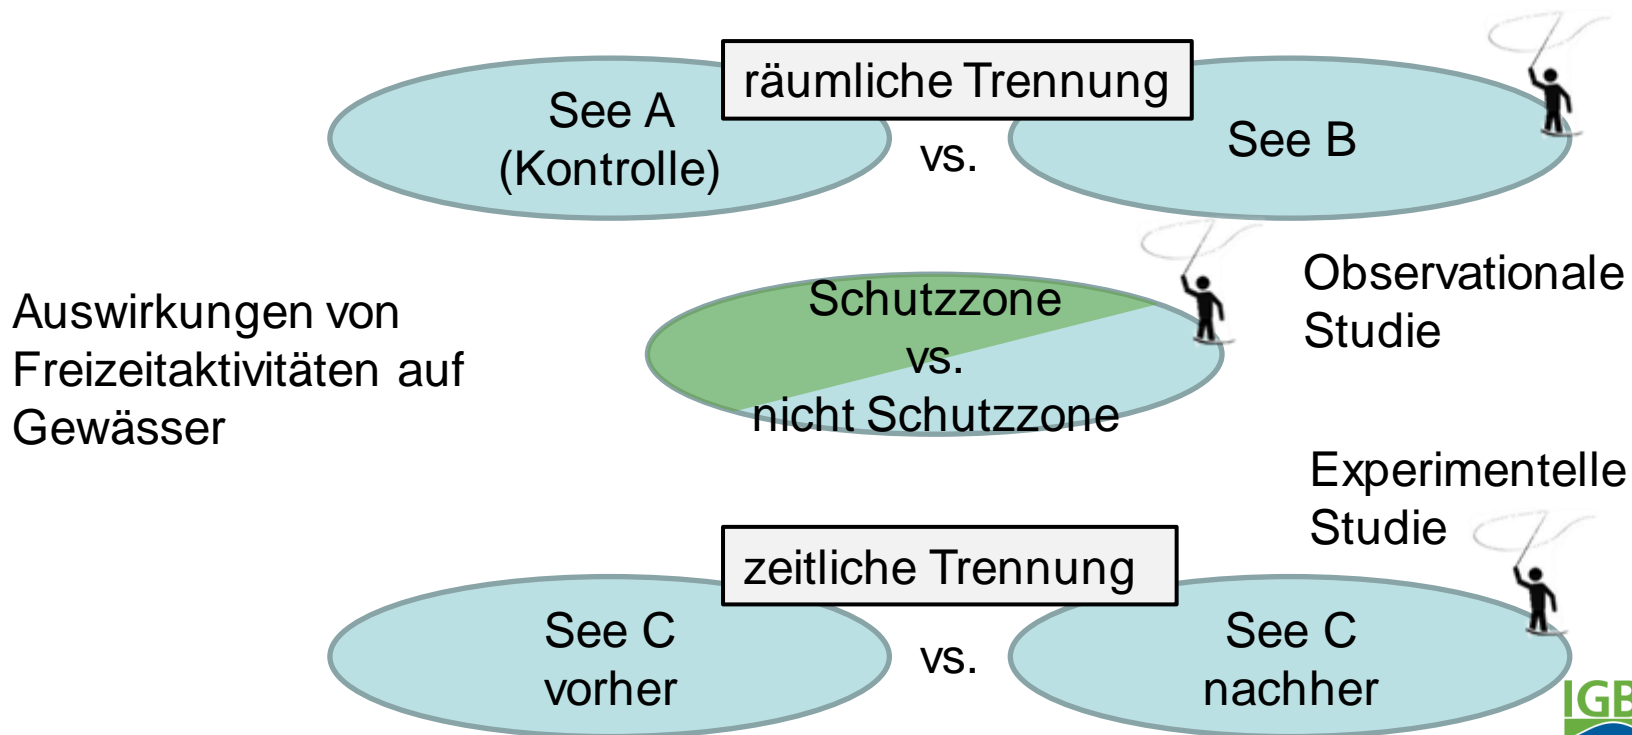 räumliche Trennung
See A
(Kontrolle)
vs.
See B
Auswirkungen von
Freizeitaktivitäten auf
Gewässer
Schutzzone
vs.
nicht Schutzzone
Observationale
Studie
Experimentelle
Studie
zeitliche Trennung
See C
vorher
vs.
See C
nachher
IGB